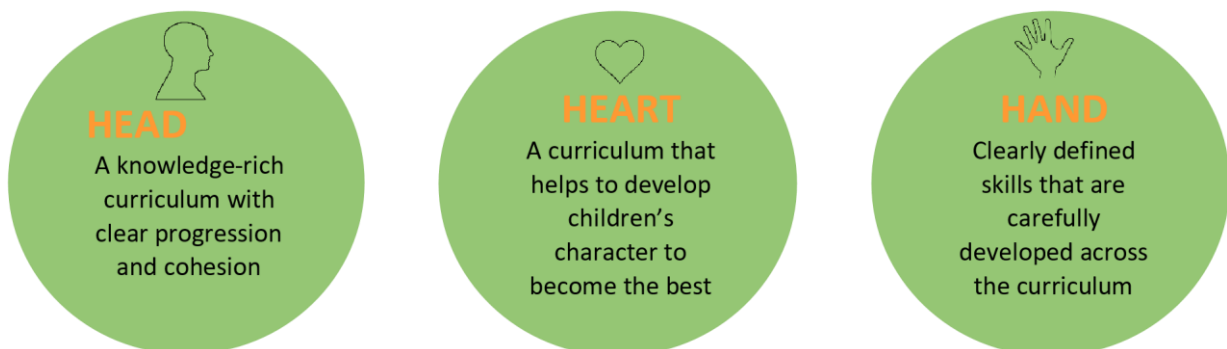 HEAD
A knowledge-rich
curriculum with
clear progression
and cohesion
HEART
A curriculum that
helps to develop
children’s
character to
become the best
HAND
Clearly defined
skills that are
carefully
developed across
the curriculum